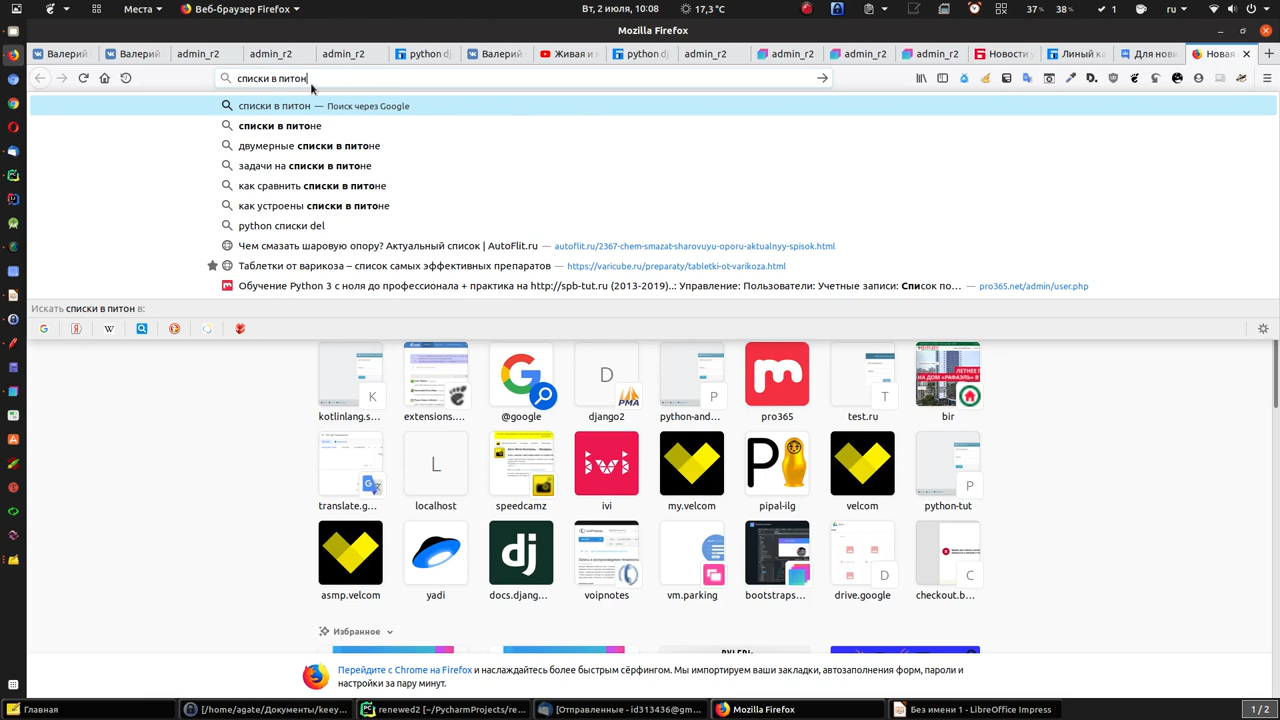 Места
Веб-браузер Firefox
Вт, 2 июля, 10:08
17,3°C
37%
38%
1
ru
Mozilla Firefox
Валерий
Валерий
admin_r2
admin_r2
admin_r2
python dj
Валерий
Живая и
python dj
admin_r2
admin_r2
admin_r2
admin_r2
Новости
Линый ка
Для нови
Новая
списки в питон
списки в питон — Поиск через Google
списки в питоне
двумерные списки в питоне
задачи на списки в питоне
как сравнить списки в питоне
как устроены списки в питоне
python списки del
Чем смазать шаровую опору? Актуальный список | AutoFlit.ru — autoflit.ru/2367-chem-smazat-sharovuyu-oporu-aktualnyy-spisok.html
Таблетки от варикоза – список самых эффективных препаратов — https://varicube.ru/preparaty/tabletki-ot-varikoza.html
Обучение Python 3 с ноля до профессионала + практика на http://spb-tut.ru (2013-2019)..: Управление: Пользователи: Учетные записи: Список по... — pro365.net/admin/user.php
Искать списки в питон в:
kotlinlang.s...
extensions....
@google
django2
python-and...
pro365
test.ru
bir
translate.g...
localhost
speedcamz
ivi
my.velcom
pipal-ilg
velcom
python-tut
asmp.velcom
yadi
docs.djang...
voipnotes
vm.parking
bootstraps...
drive.google
checkout.b...
Избранное
Перейдите с Chrome на Firefox и наслаждайтесь более быстрым сёрфингом. Мы импортируем ваши закладки, автозаполнения форм, пароли и
настройки за пару минут.
Главная
[/home/agate/Документы/keey...
renewed2 [~/PycharmProjects/re...
[Отправленные - id313436@gm...
Mozilla Firefox
Без имени 1 - LibreOffice Impress
1 / 2